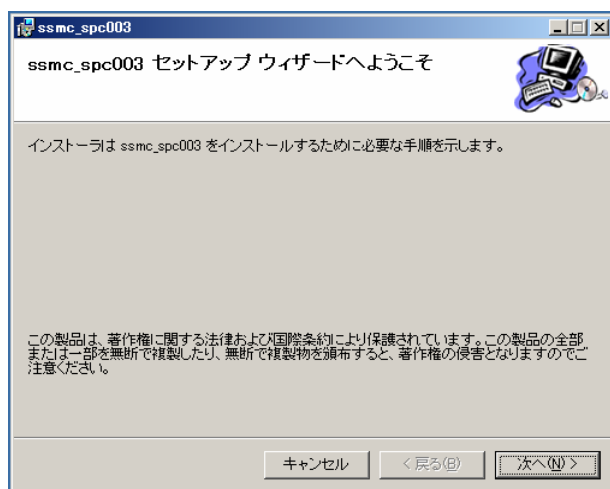 ssmc_spc003
ssmc_spc003 セットアップ ウィザードへようこそ
インストーラは ssmc_spc003 をインストールするために必要な手順を示します。
この製品は、著作権に関する法律および国際条約により保護されています。この製品の全部
または一部を無断で複製したり、無断で複製物を頒布すると、著作権の侵害となりますのでご
注意ください。
キャンセル
< 戻る(B)
次へ(N) >